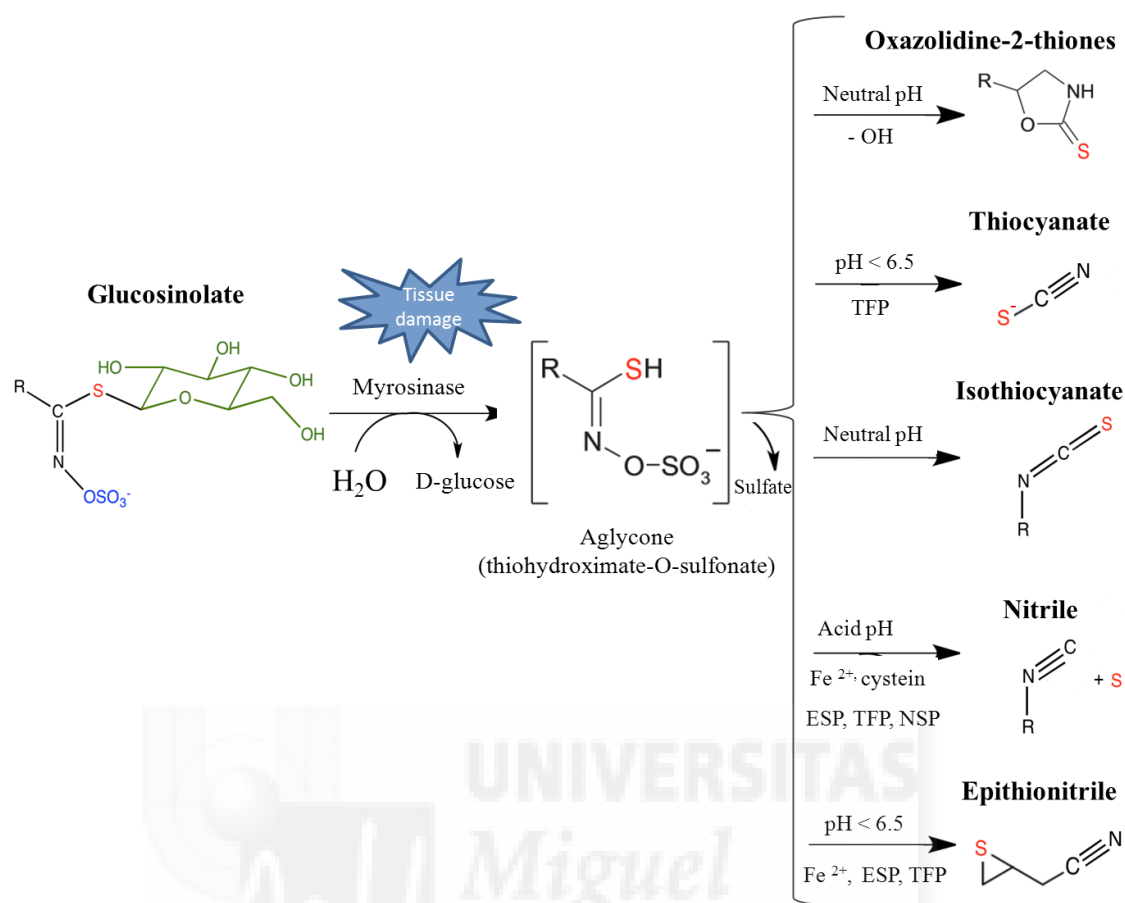 Oxazolidine-2-thiones
Neutral pH
- OH
R
NH
O
S
Thiocyanate
pH < 6.5
TFP
N
C
S-
Glucosinolate
Tissue
damage
OH
HO
OH
R
S
O
C
OH
N
OSO₃⁻
Myrosinase
H₂O
D-glucose
R
SH
N
O-SO₃⁻
Aglycone
(thiohydroximate-O-sulfonate)
Sulfate
Isothiocyanate
Neutral pH
S
C
N
R
Nitrile
Acid pH
Fe ²⁺, cystein
ESP, TFP, NSP
C
N
R
+ S
Epithionitrile
pH < 6.5
Fe ²⁺, ESP, TFP
S
N
C
UNIVERSITAS
Miguel